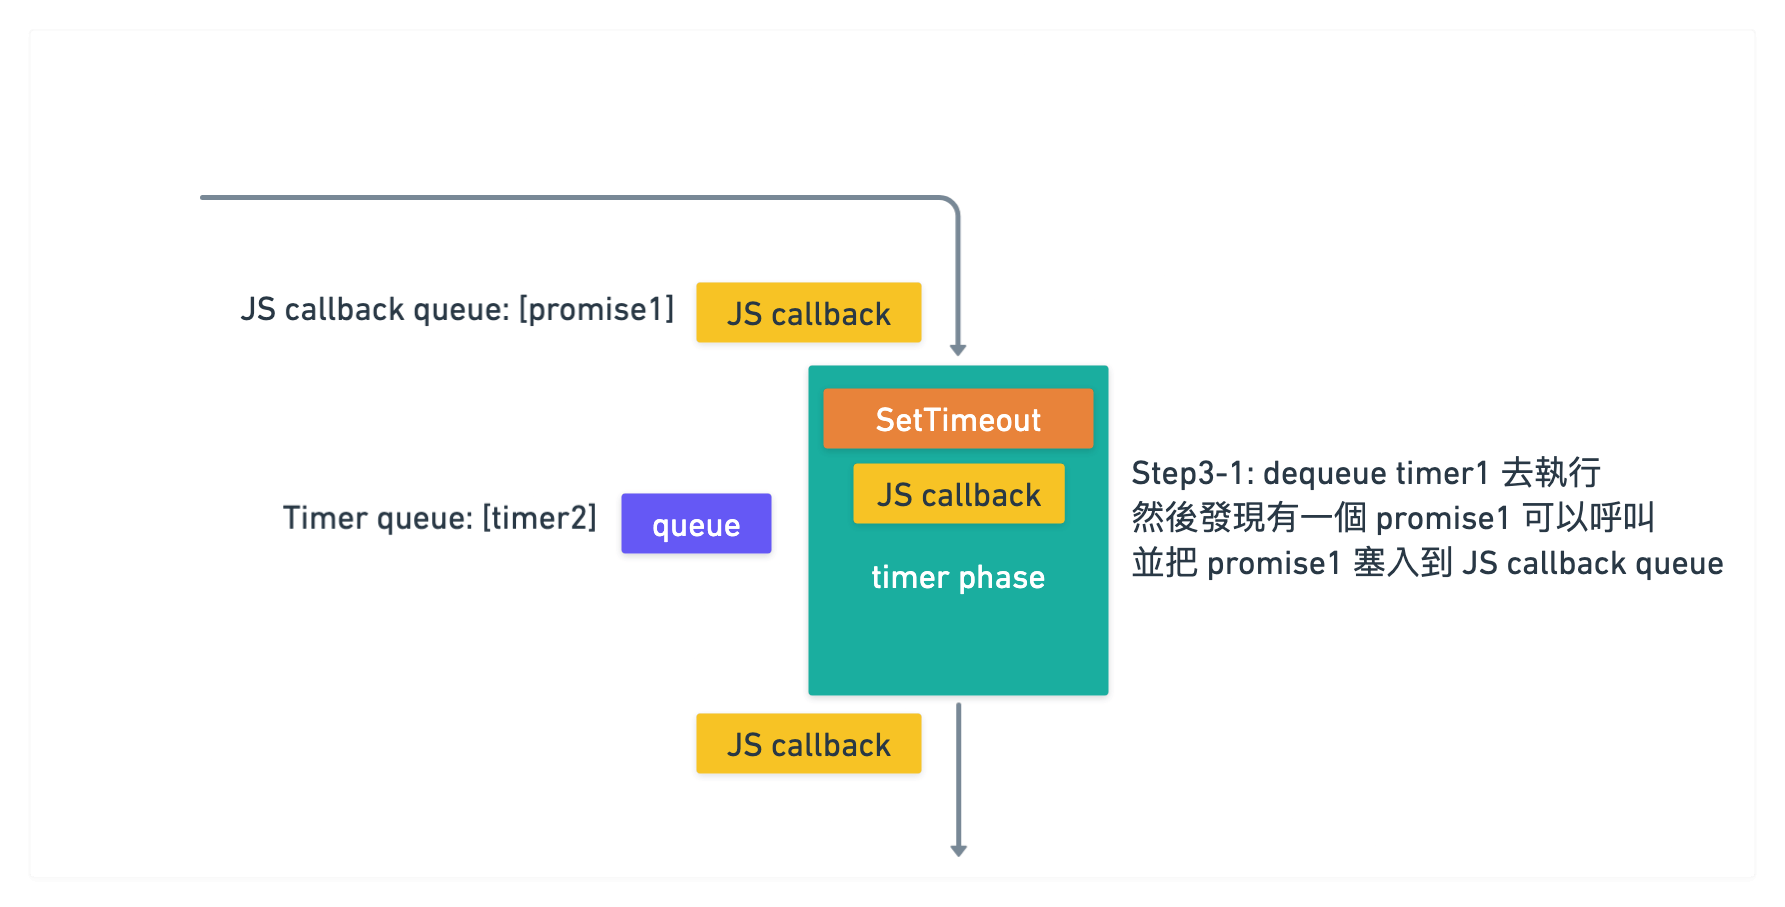 JS callback queue: [promise1]
JS callback
SetTimeout
JS callback
Timer queue: [timer2]
queue
timer phase
Step3-1: dequeue timer1 去執行
然後發現有一個 promise1 可以呼叫
並把 promise1 塞入到 JS callback queue
JS callback